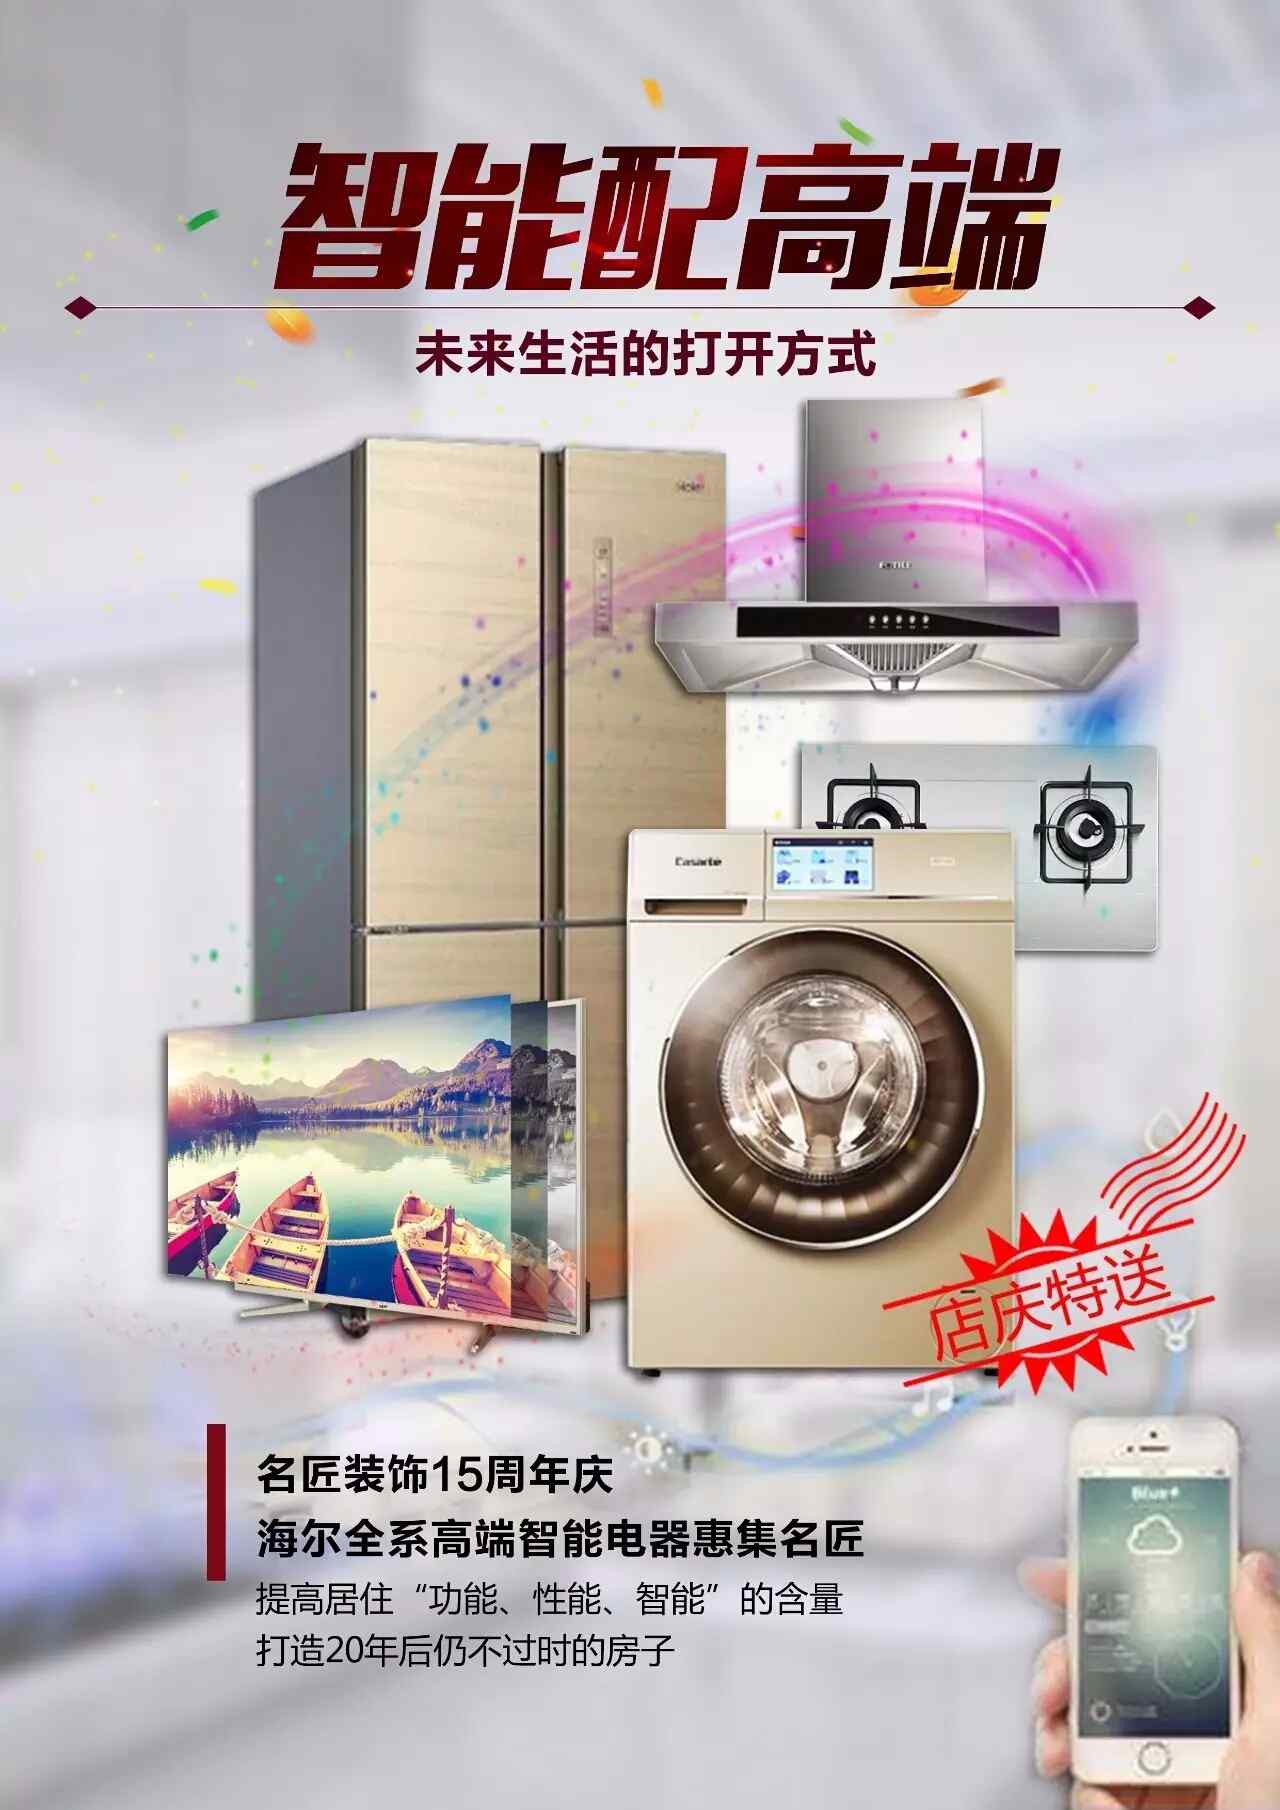 智能配高端
未来生活的打开方式
Haier
Casarte
店庆特送
名匠装饰15周年庆
海尔全系高端智能电器惠集名匠
提高居住“功能、性能、智能”的含量
打造20年后仍不过时的房子